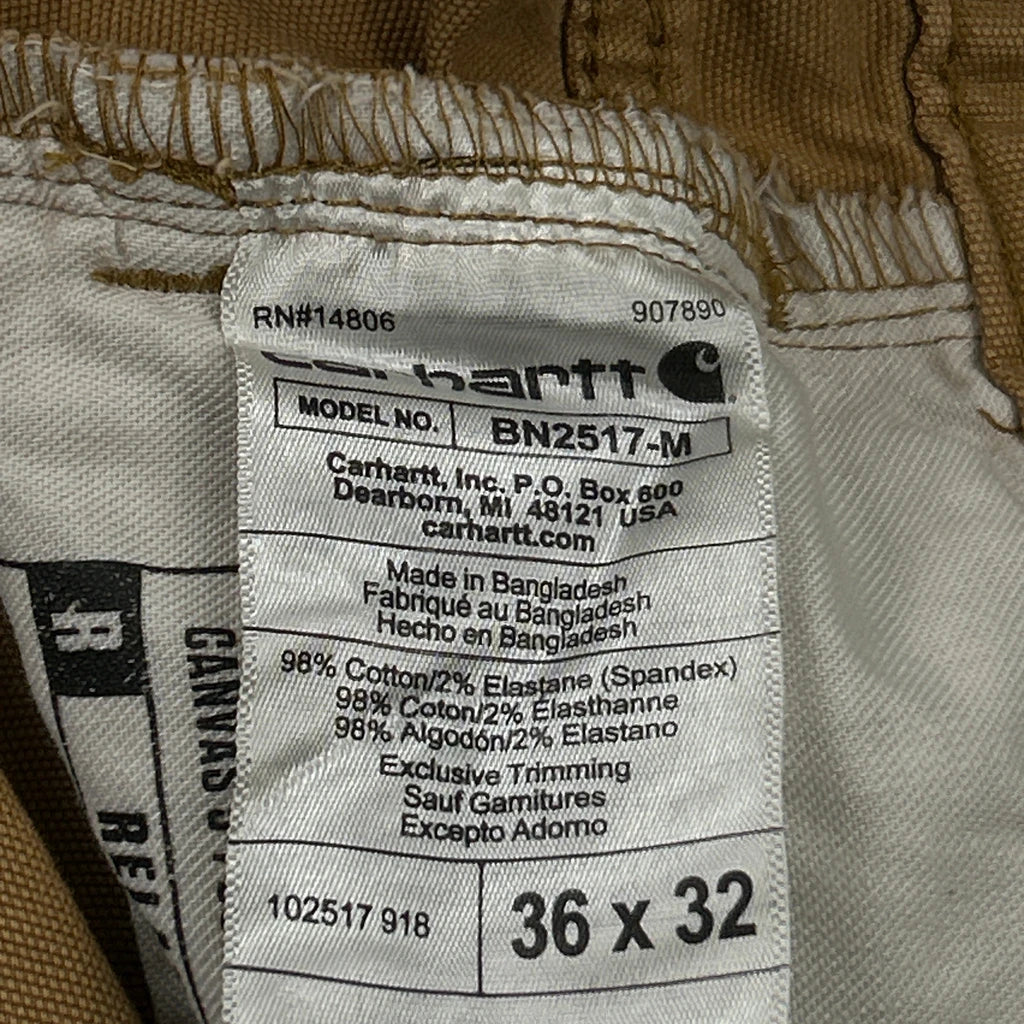 RN#14806 907890
carhartt
MODEL NO. BN2517-M
Carhartt, Inc. P.O. Box 600
Dearborn, MI 48121 USA
carhartt.com
Made in Bangladesh
Fabriqué au Bangladesh
Hecho en Bangladesh
98% Cotton/2% Elastane (Spandex)
98% Coton/2% Élasthanne
98% Algodón/2% Elastano
Exclusive Trimming
Sauf Garnitures
Excepto Adorno
102517 918 36 x 32
CANVAS